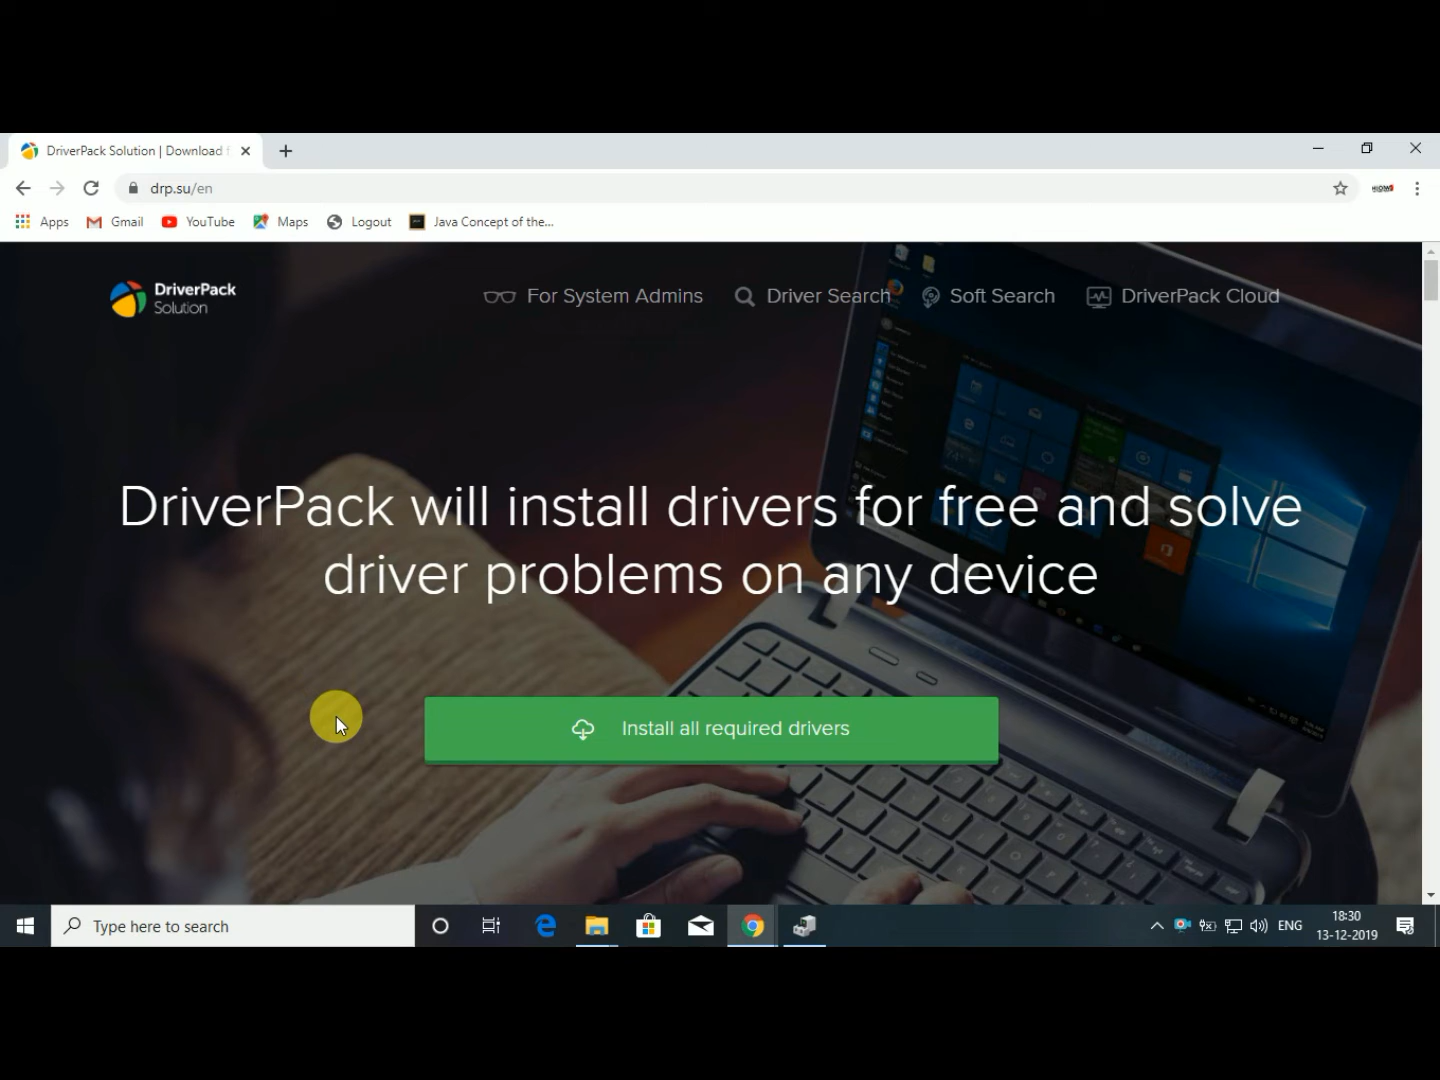 DriverPack Solution | Download f
drp.su/en
Apps
Gmail
YouTube
Maps
Logout
Java Concept of the...
DriverPack
Solution
For System Admins
Driver Search
Soft Search
DriverPack Cloud
DriverPack will install drivers for free and solve
driver problems on any device
Install all required drivers
Type here to search
ENG
18:30
13-12-2019